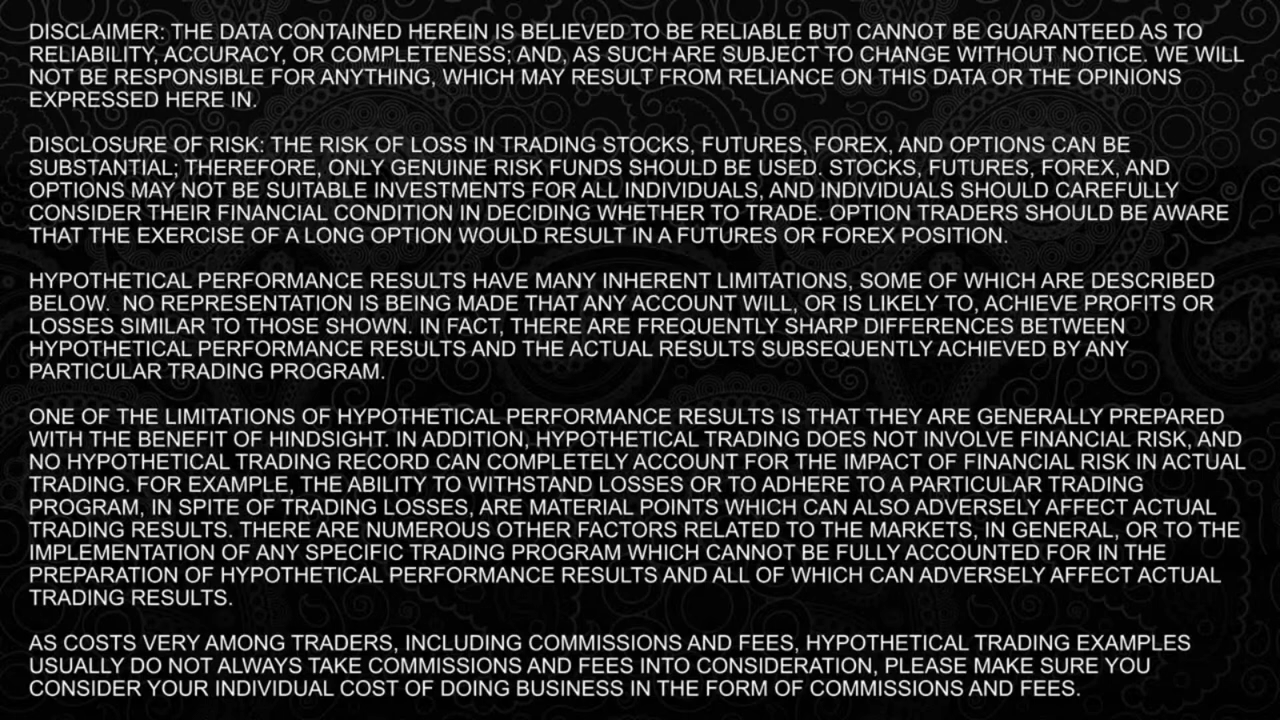 DISCLAIMER: THE DATA CONTAINED HEREIN IS BELIEVED TO BE RELIABLE BUT CANNOT BE GUARANTEED AS TO
RELIABILITY, ACCURACY, OR COMPLETENESS; AND, AS SUCH ARE SUBJECT TO CHANGE WITHOUT NOTICE. WE WILL
NOT BE RESPONSIBLE FOR ANYTHING, WHICH MAY RESULT FROM RELIANCE ON THIS DATA OR THE OPINIONS
EXPRESSED HERE IN.
DISCLOSURE OF RISK: THE RISK OF LOSS IN TRADING STOCKS, FUTURES, FOREX, AND OPTIONS CAN BE
SUBSTANTIAL; THEREFORE, ONLY GENUINE RISK FUNDS SHOULD BE USED. STOCKS, FUTURES, FOREX, AND
OPTIONS MAY NOT BE SUITABLE INVESTMENTS FOR ALL INDIVIDUALS, AND INDIVIDUALS SHOULD CAREFULLY
CONSIDER THEIR FINANCIAL CONDITION IN DECIDING WHETHER TO TRADE. OPTION TRADERS SHOULD BE AWARE
THAT THE EXERCISE OF A LONG OPTION WOULD RESULT IN A FUTURES OR FOREX POSITION.
HYPOTHETICAL PERFORMANCE RESULTS HAVE MANY INHERENT LIMITATIONS, SOME OF WHICH ARE DESCRIBED
BELOW.  NO REPRESENTATION IS BEING MADE THAT ANY ACCOUNT WILL, OR IS LIKELY TO, ACHIEVE PROFITS OR
LOSSES SIMILAR TO THOSE SHOWN. IN FACT, THERE ARE FREQUENTLY SHARP DIFFERENCES BETWEEN
HYPOTHETICAL PERFORMANCE RESULTS AND THE ACTUAL RESULTS SUBSEQUENTLY ACHIEVED BY ANY
PARTICULAR TRADING PROGRAM.
ONE OF THE LIMITATIONS OF HYPOTHETICAL PERFORMANCE RESULTS IS THAT THEY ARE GENERALLY PREPARED
WITH THE BENEFIT OF HINDSIGHT. IN ADDITION, HYPOTHETICAL TRADING DOES NOT INVOLVE FINANCIAL RISK, AND
NO HYPOTHETICAL TRADING RECORD CAN COMPLETELY ACCOUNT FOR THE IMPACT OF FINANCIAL RISK IN ACTUAL
TRADING. FOR EXAMPLE, THE ABILITY TO WITHSTAND LOSSES OR TO ADHERE TO A PARTICULAR TRADING
PROGRAM, IN SPITE OF TRADING LOSSES, ARE MATERIAL POINTS WHICH CAN ALSO ADVERSELY AFFECT ACTUAL
TRADING RESULTS. THERE ARE NUMEROUS OTHER FACTORS RELATED TO THE MARKETS, IN GENERAL, OR TO THE
IMPLEMENTATION OF ANY SPECIFIC TRADING PROGRAM WHICH CANNOT BE FULLY ACCOUNTED FOR IN THE
PREPARATION OF HYPOTHETICAL PERFORMANCE RESULTS AND ALL OF WHICH CAN ADVERSELY AFFECT ACTUAL
TRADING RESULTS.
AS COSTS VERY AMONG TRADERS, INCLUDING COMMISSIONS AND FEES, HYPOTHETICAL TRADING EXAMPLES
USUALLY DO NOT ALWAYS TAKE COMMISSIONS AND FEES INTO CONSIDERATION, PLEASE MAKE SURE YOU
CONSIDER YOUR INDIVIDUAL COST OF DOING BUSINESS IN THE FORM OF COMMISSIONS AND FEES.